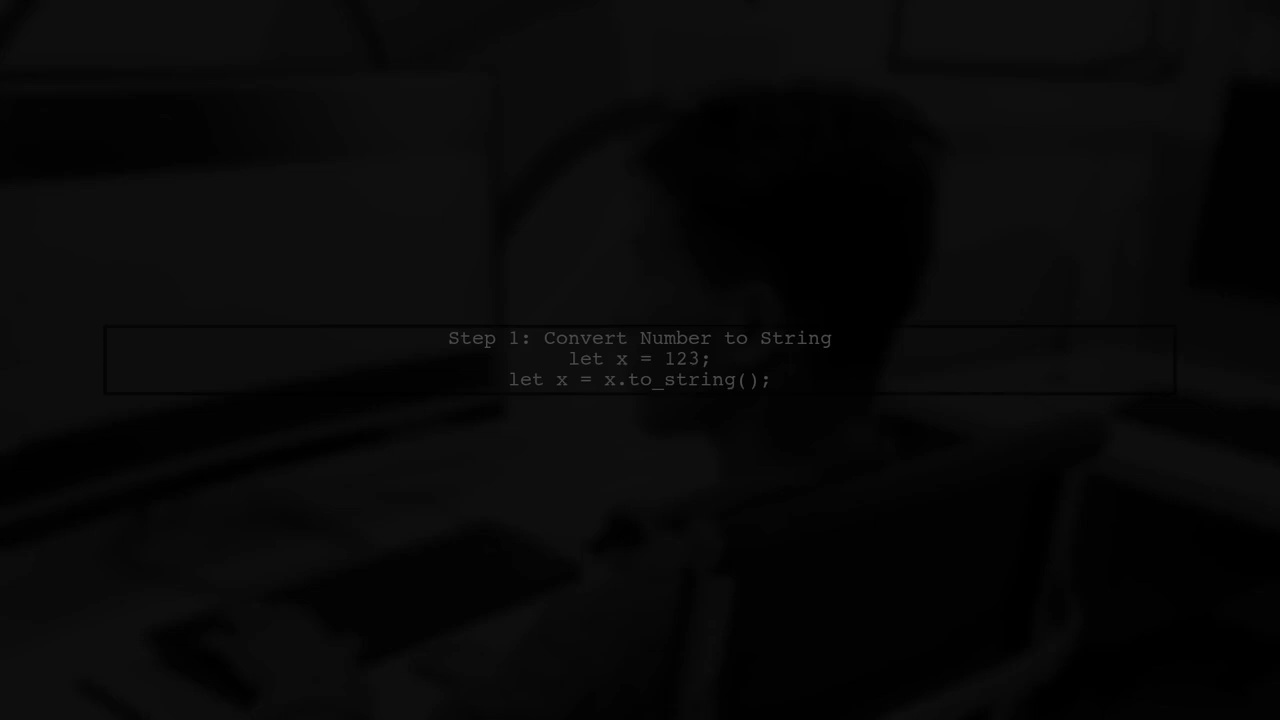 Step 1: Convert Number to String
let x = 123;
let x = x.to_string();